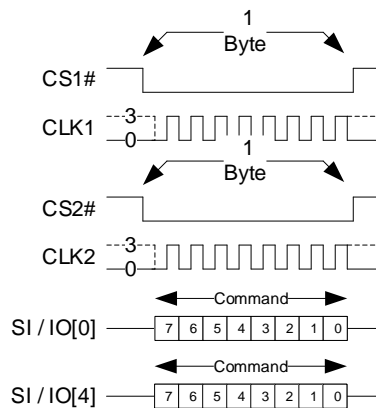 1
Byte
CS1#
CLK1 3
0
1
Byte
CS2#
CLK2 3
0
Command
SI / IO[0] 7 6 5 4 3 2 1 0
Command
SI / IO[4] 7 6 5 4 3 2 1 0